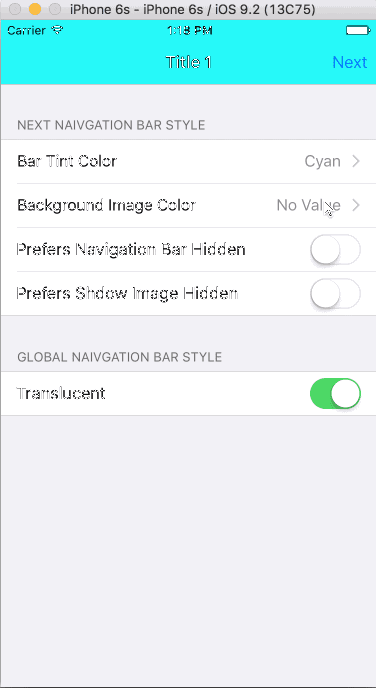 iPhone 6s - iPhone 6s / iOS 9.2 (13C75)
Carrier 1:18 PM
Title 1 Next
NEXT NAIVGATION BAR STYLE
Bar Tint Color Cyan
Background Image Color No Value
Prefers Navigation Bar Hidden
Prefers Shdow Image Hidden
GLOBAL NAIVGATION BAR STYLE
Translucent